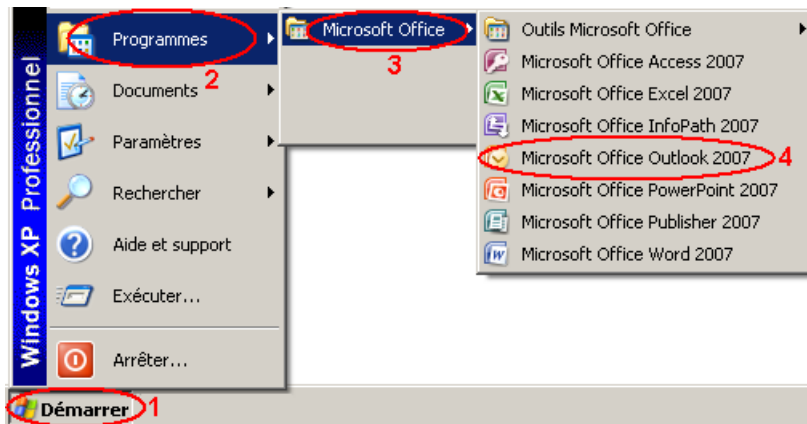 Windows XP Professionnel
Programmes
2
Documents
Paramètres
Rechercher
Aide et support
Exécuter...
Arrêter...
Démarrer
1
Microsoft Office
3
Outils Microsoft Office
Microsoft Office Access 2007
Microsoft Office Excel 2007
Microsoft Office InfoPath 2007
Microsoft Office Outlook 2007
4
Microsoft Office PowerPoint 2007
Microsoft Office Publisher 2007
Microsoft Office Word 2007